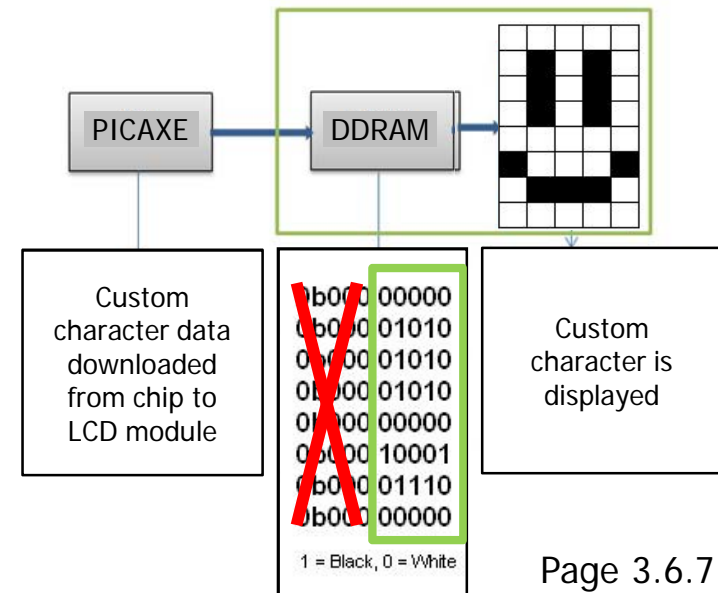 PICAXE
DDRAM
Custom
character data
downloaded
from chip to
LCD module
0b000 00000
0b000 01010
0b000 01010
0b000 01010
0b000 00000
0b000 10001
0b000 01110
0b000 00000
1 = Black, 0 = White
Custom
character is
displayed
Page 3.6.7